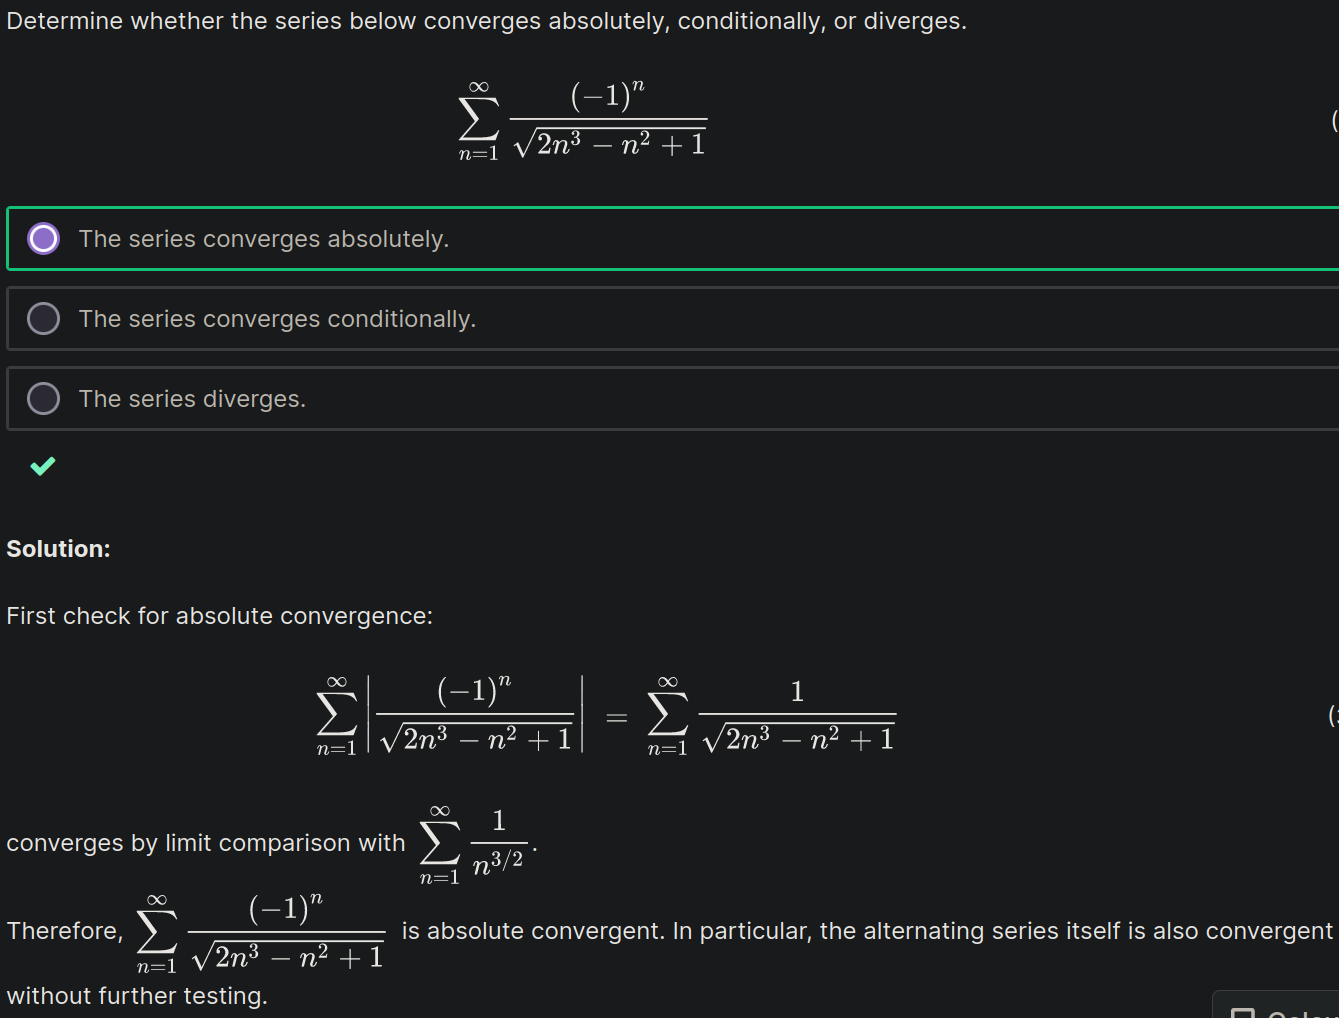 Determine whether the series below converges absolutely, conditionally, or diverges.
\sum_{n=1}^{\infty} \frac{(-1)^n}{\sqrt{2n^3 - n^2 + 1}} (
The series converges absolutely.
The series converges conditionally.
The series diverges.
Solution:
First check for absolute convergence:
\sum_{n=1}^{\infty} \left| \frac{(-1)^n}{\sqrt{2n^3 - n^2 + 1}} \right| = \sum_{n=1}^{\infty} \frac{1}{\sqrt{2n^3 - n^2 + 1}} (
converges by limit comparison with \sum_{n=1}^{\infty} \frac{1}{n^{3/2}}.
Therefore, \sum_{n=1}^{\infty} \frac{(-1)^n}{\sqrt{2n^3 - n^2 + 1}} is absolute convergent. In particular, the alternating series itself is also convergent
without further testing.